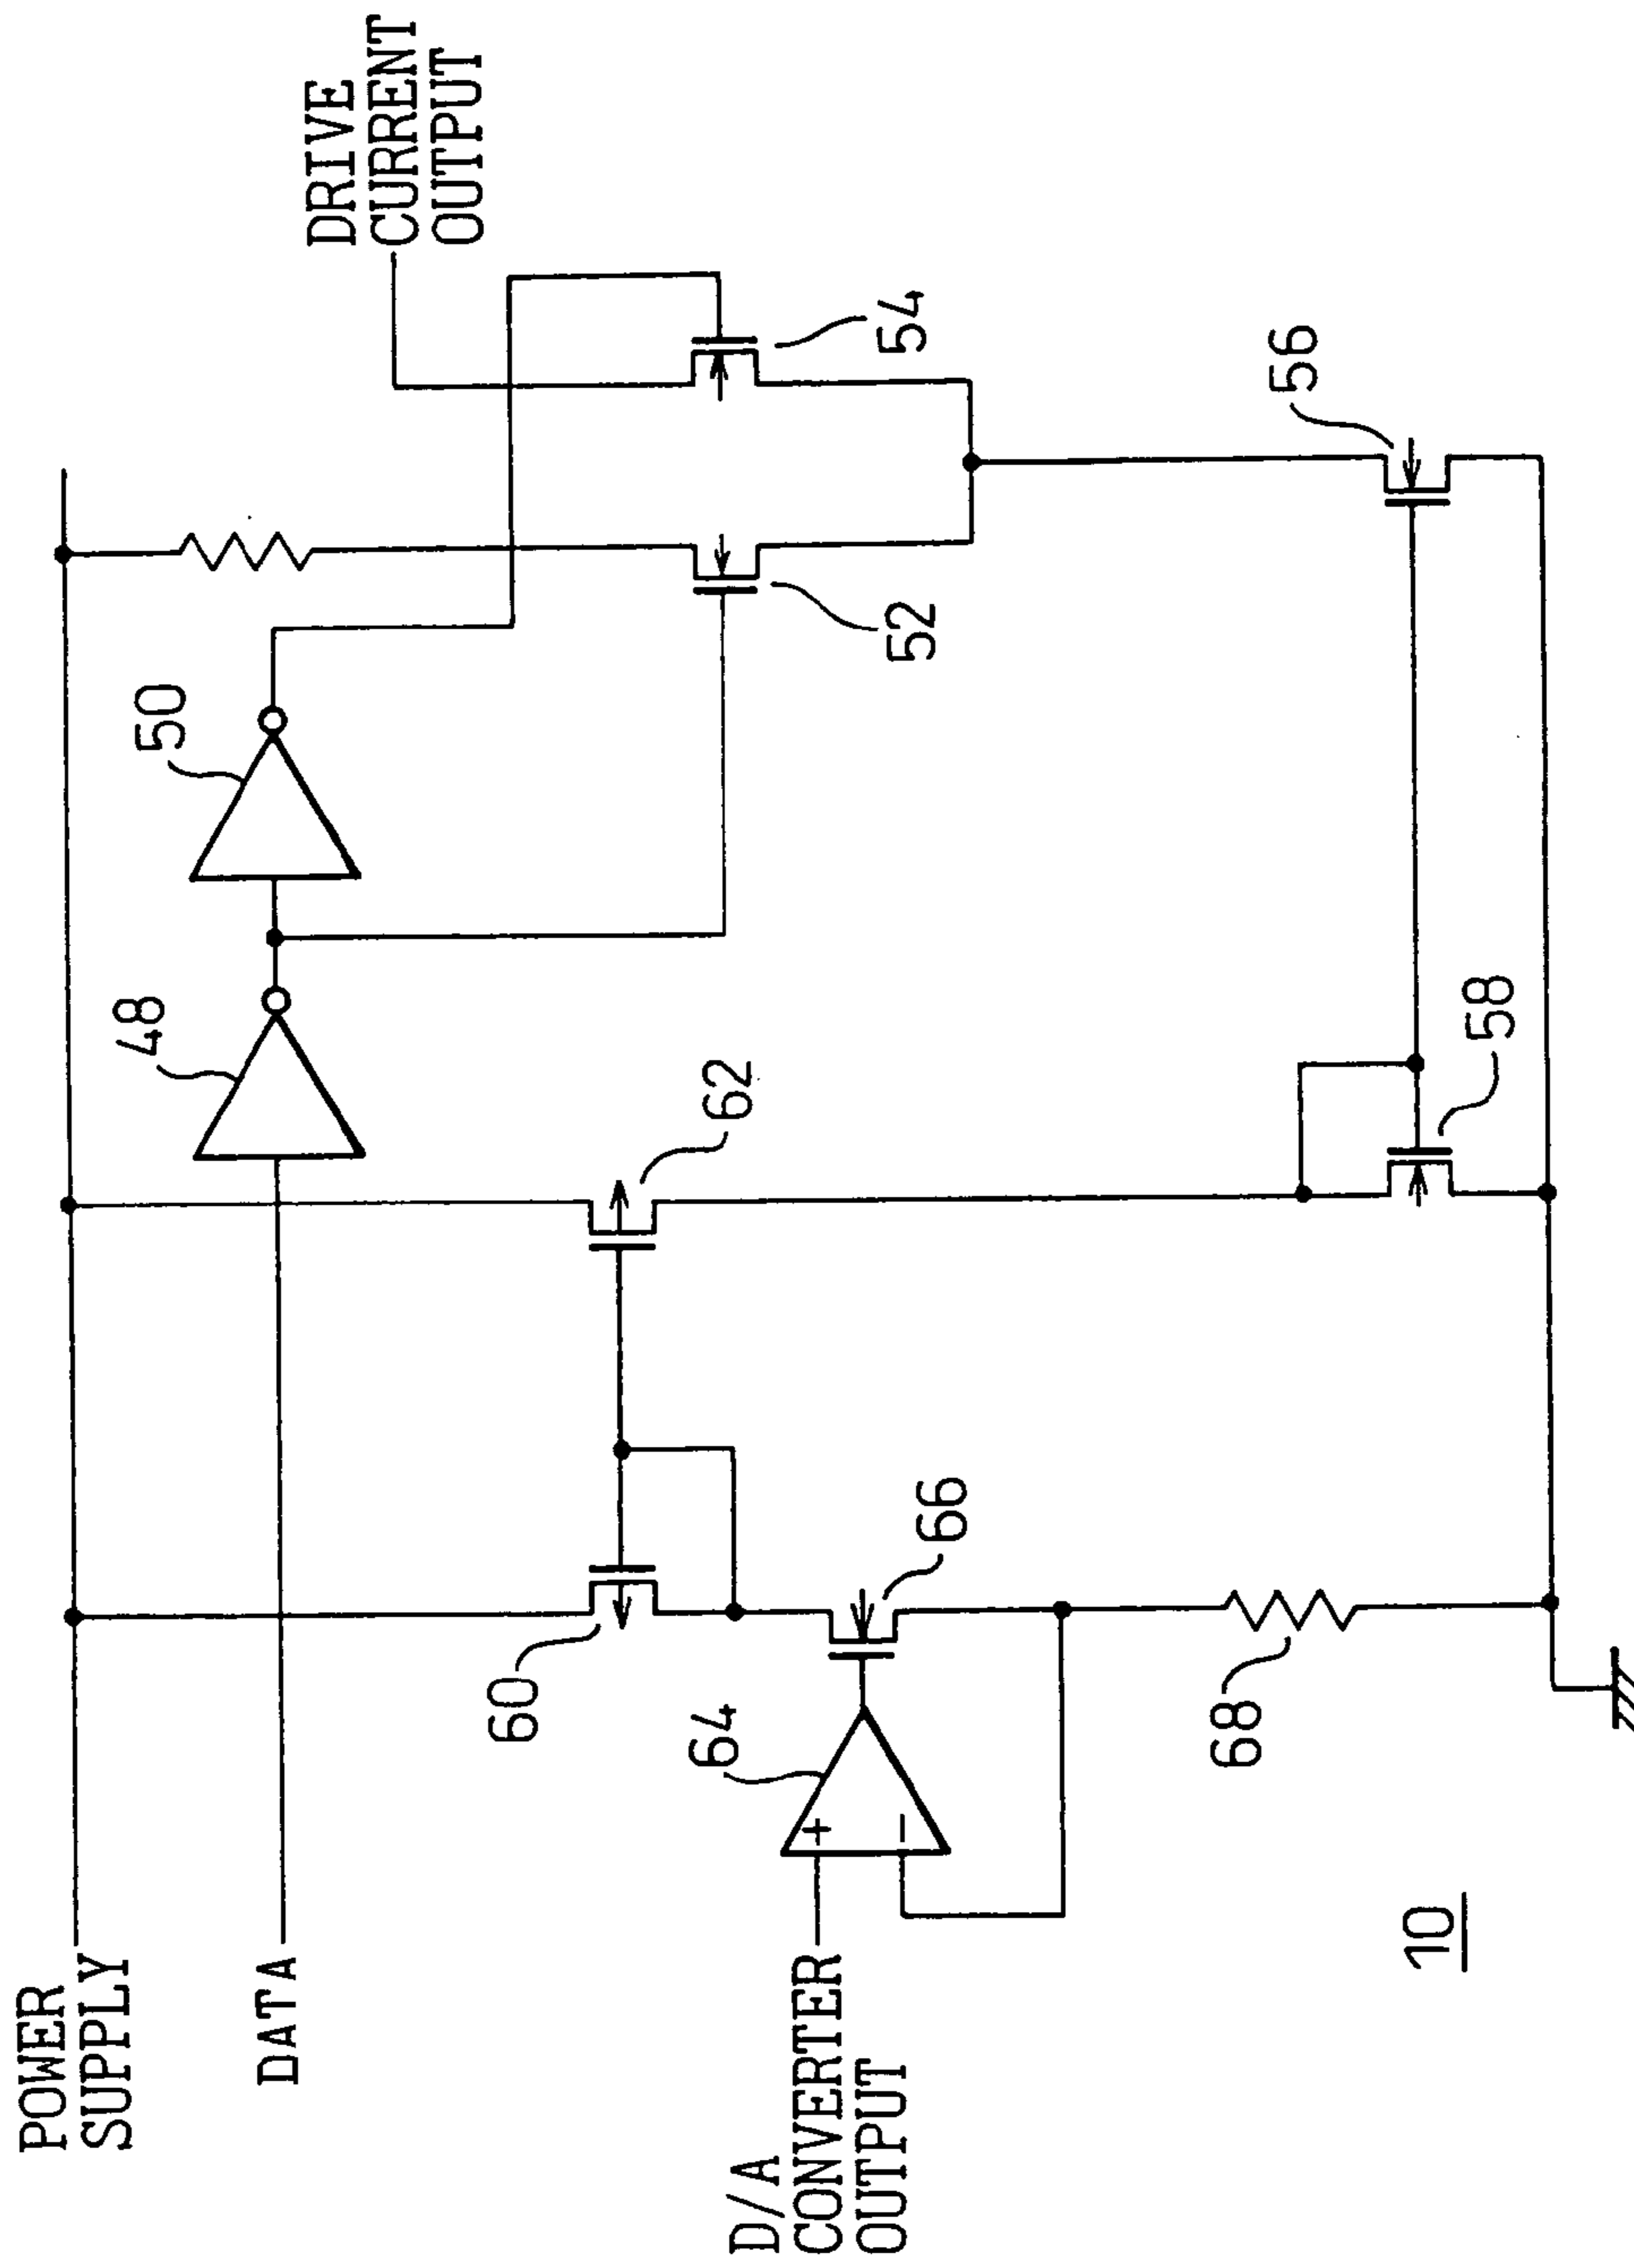 POWER
SUPPLY
DATA
D/A
CONVERTER
OUTPUT
DRIVE
CURRENT
OUTPUT
48
50
52
54
56
58
60
62
64
+
−
66
68
10